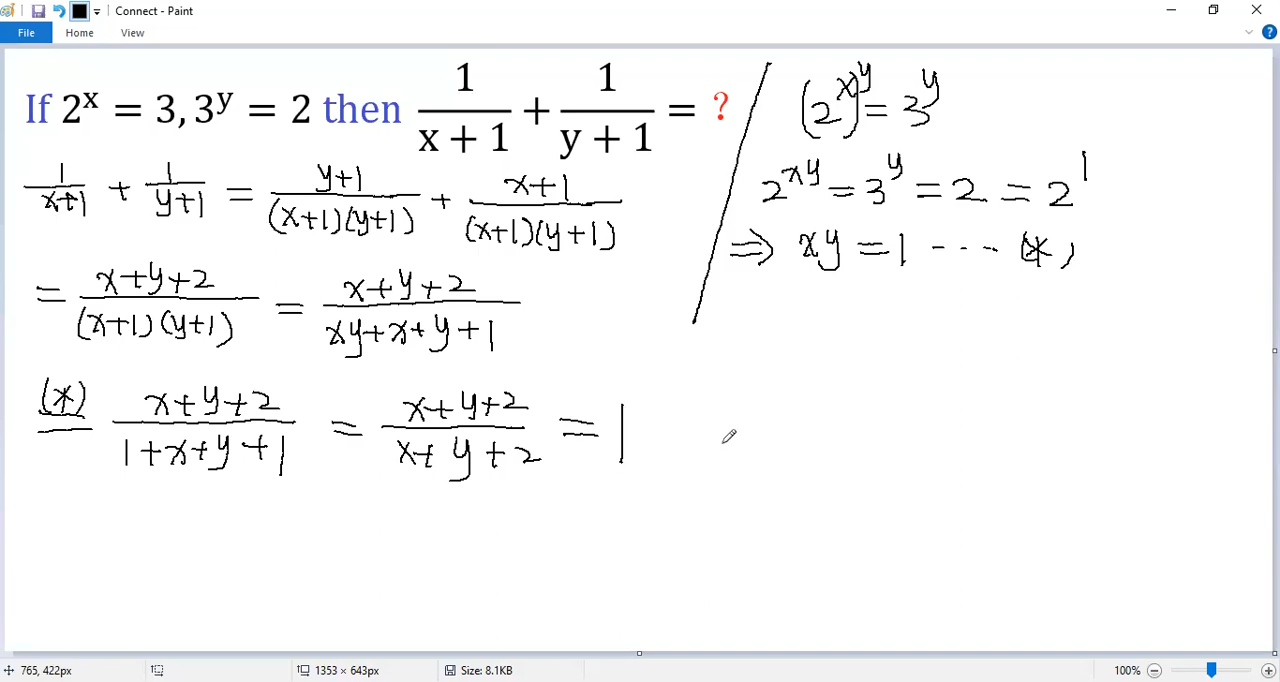 Connect - Paint
File Home View
If 2^x = 3, 3^y = 2 then 1/(x + 1) + 1/(y + 1) = ?
1/(x+1) + 1/(y+1) = (y+1)/((x+1)(y+1)) + (x+1)/((x+1)(y+1))
= (x+y+2)/((x+1)(y+1)) = (x+y+2)/(xy+x+y+1)
(*) = (x+y+2)/(1+x+y+1) = (x+y+2)/(x+y+2) = 1
(2^x)^y = 3^y
2^xy = 3^y = 2 = 2^1
⇒ xy = 1 --- (*)
765, 422px 1353 × 643px Size: 8.1KB 100%